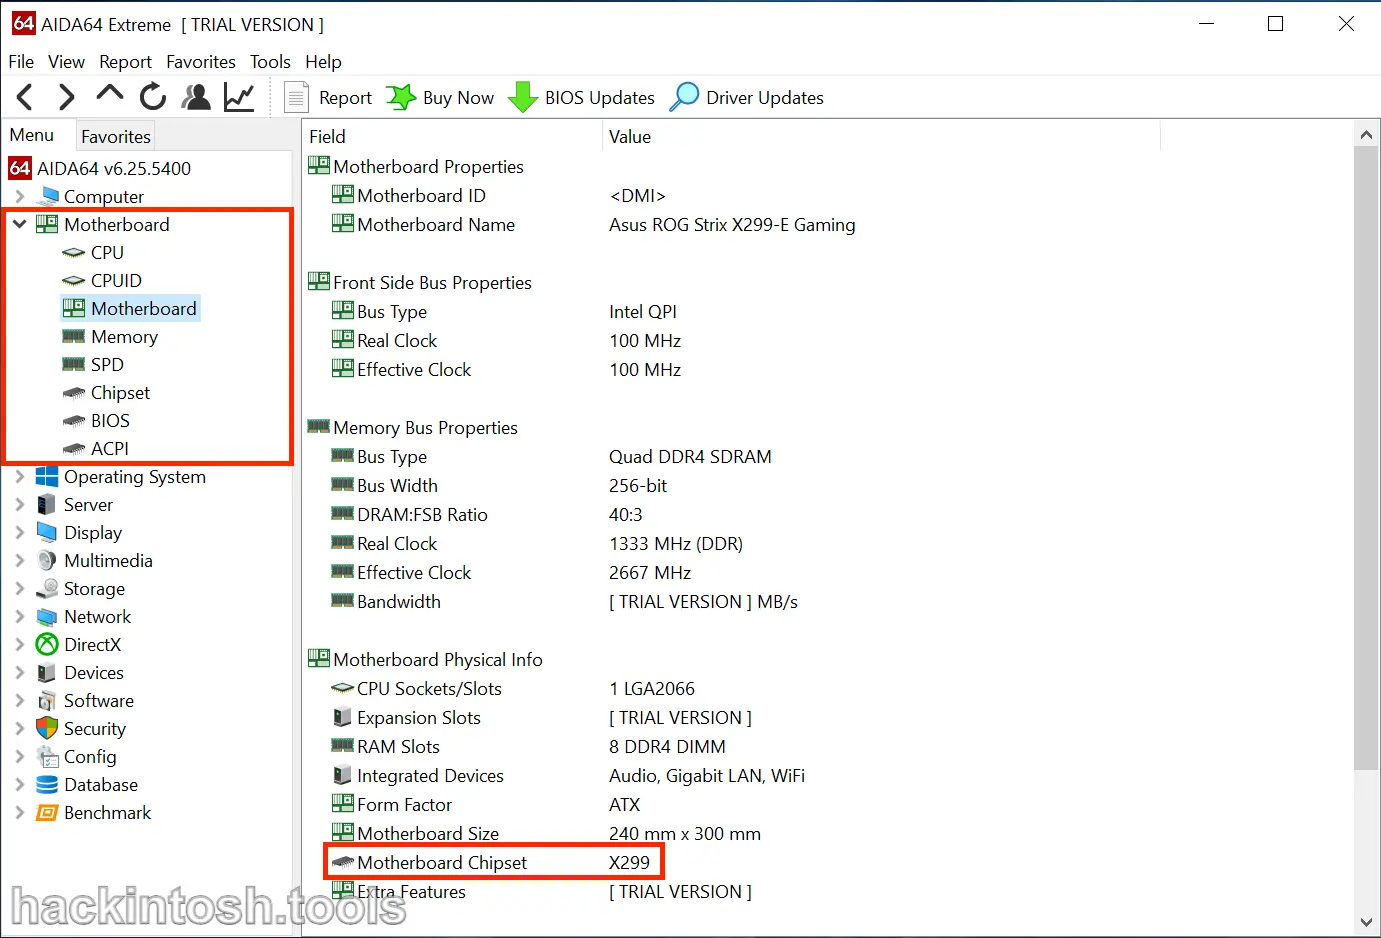 64 AIDA64 Extreme [ TRIAL VERSION ]
File View Report Favorites Tools Help
Report Buy Now BIOS Updates Driver Updates
Menu Favorites
64 AIDA64 v6.25.5400
Computer
Motherboard
CPU
CPUID
Motherboard
Memory
SPD
Chipset
BIOS
ACPI
Operating System
Server
Display
Multimedia
Storage
Network
DirectX
Devices
Software
Security
Config
Database
Benchmark
Field Value
Motherboard Properties
Motherboard ID <DMI>
Motherboard Name Asus ROG Strix X299-E Gaming
Front Side Bus Properties
Bus Type Intel QPI
Real Clock 100 MHz
Effective Clock 100 MHz
Memory Bus Properties
Bus Type Quad DDR4 SDRAM
Bus Width 256-bit
DRAM:FSB Ratio 40:3
Real Clock 1333 MHz (DDR)
Effective Clock 2667 MHz
Bandwidth [ TRIAL VERSION ] MB/s
Motherboard Physical Info
CPU Sockets/Slots 1 LGA2066
Expansion Slots [ TRIAL VERSION ]
RAM Slots 8 DDR4 DIMM
Integrated Devices Audio, Gigabit LAN, WiFi
Form Factor ATX
Motherboard Size 240 mm x 300 mm
Motherboard Chipset X299
Extra Features [ TRIAL VERSION ]
hackintosh.tools